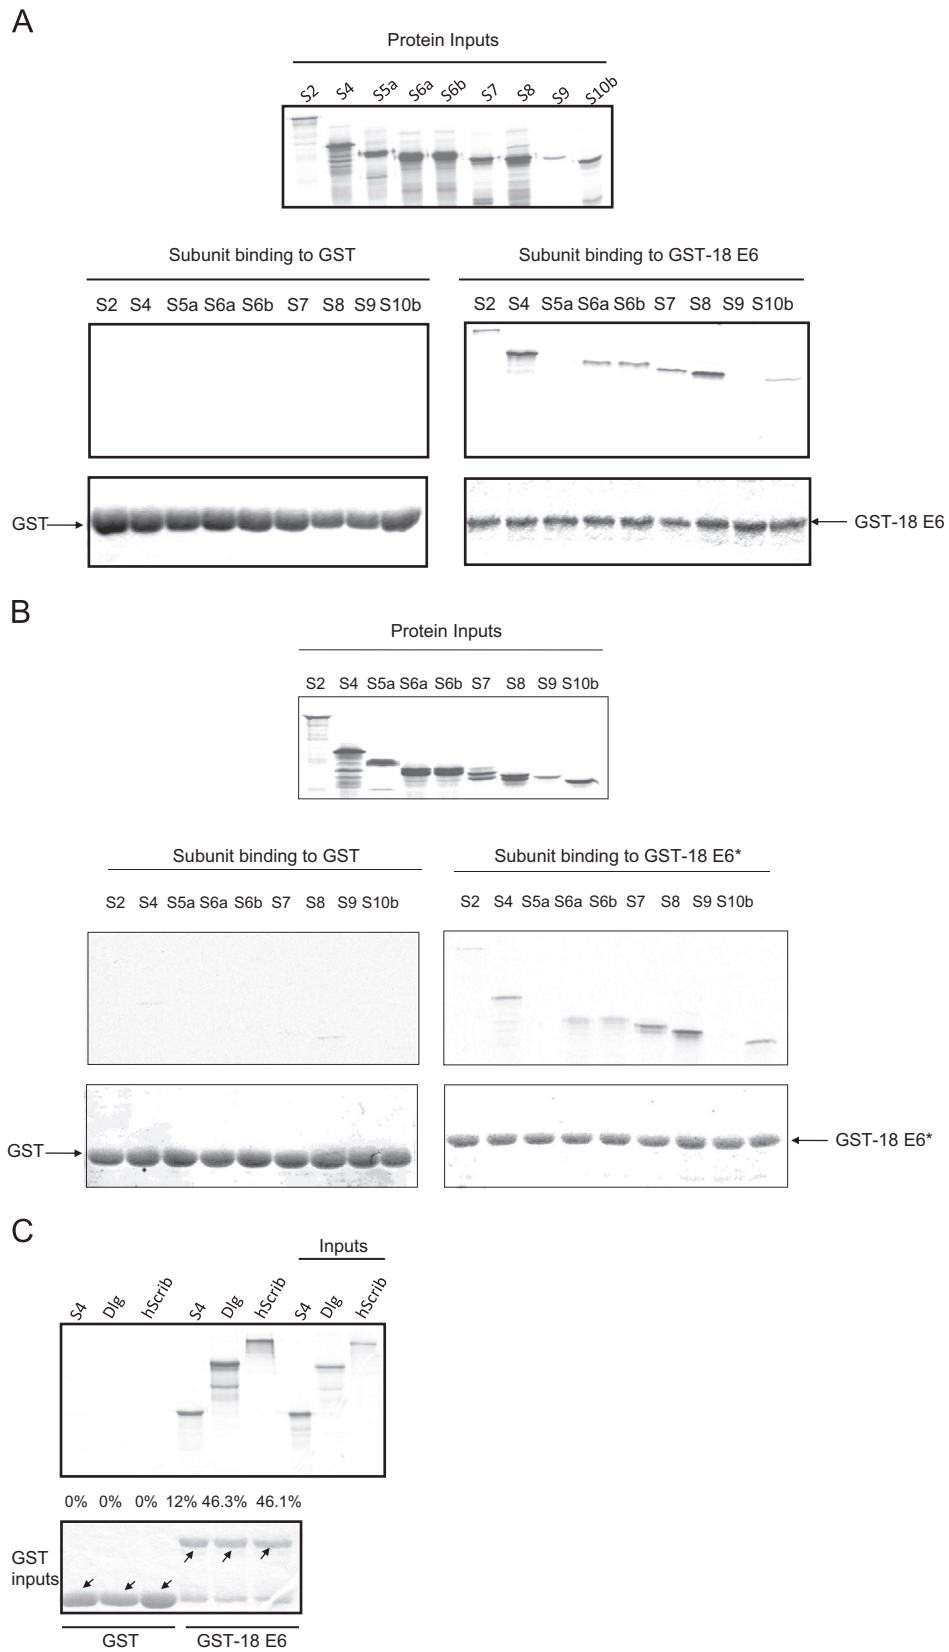 A
Protein Inputs
S2 S4 S5a S6a S6b S7 S8 S9 S10b
Subunit binding to GST
Subunit binding to GST-18 E6
S2 S4 S5a S6a S6b S7 S8 S9 S10b
S2 S4 S5a S6a S6b S7 S8 S9 S10b
GST
GST-18 E6
B
Protein Inputs
S2 S4 S5a S6a S6b S7 S8 S9 S10b
Subunit binding to GST
Subunit binding to GST-18 E6*
S2 S4 S5a S6a S6b S7 S8 S9 S10b
S2 S4 S5a S6a S6b S7 S8 S9 S10b
GST
GST-18 E6*
C
Inputs
S4 Dlg hScrib S4 Dlg hScrib S4 Dlg hScrib
0% 0% 0% 12% 46.3% 46.1%
GST
inputs
GST
GST-18 E6